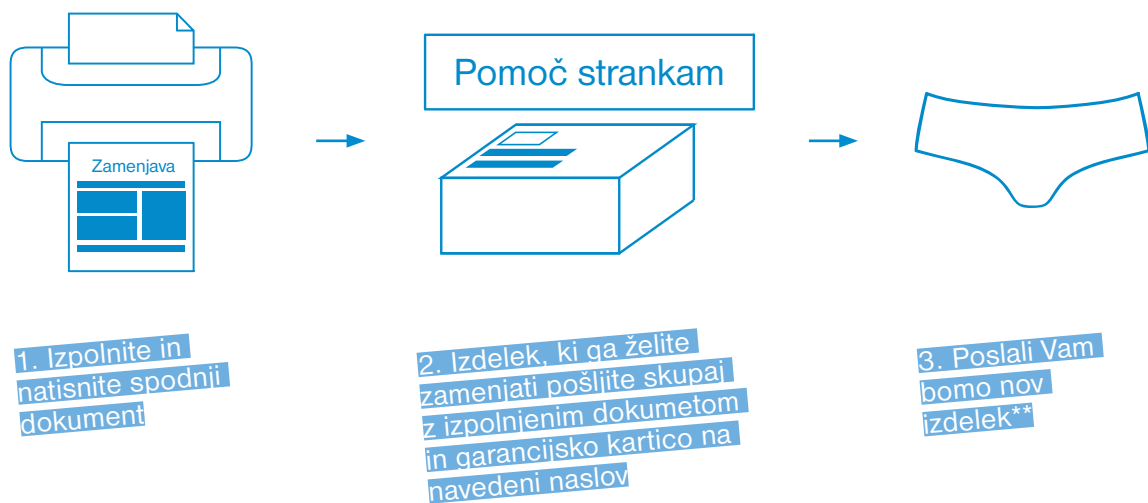 Pomoč strankam
Zamenjava
1. Izpolnite in
natisnite spodnji
dokument
2. Izdelek, ki ga želite
zamenjati pošljite skupaj
z izpolnjenim dokumetom
in garancijsko kartico na
navedeni naslov
3. Poslali Vam
bomo nov
izdelek**